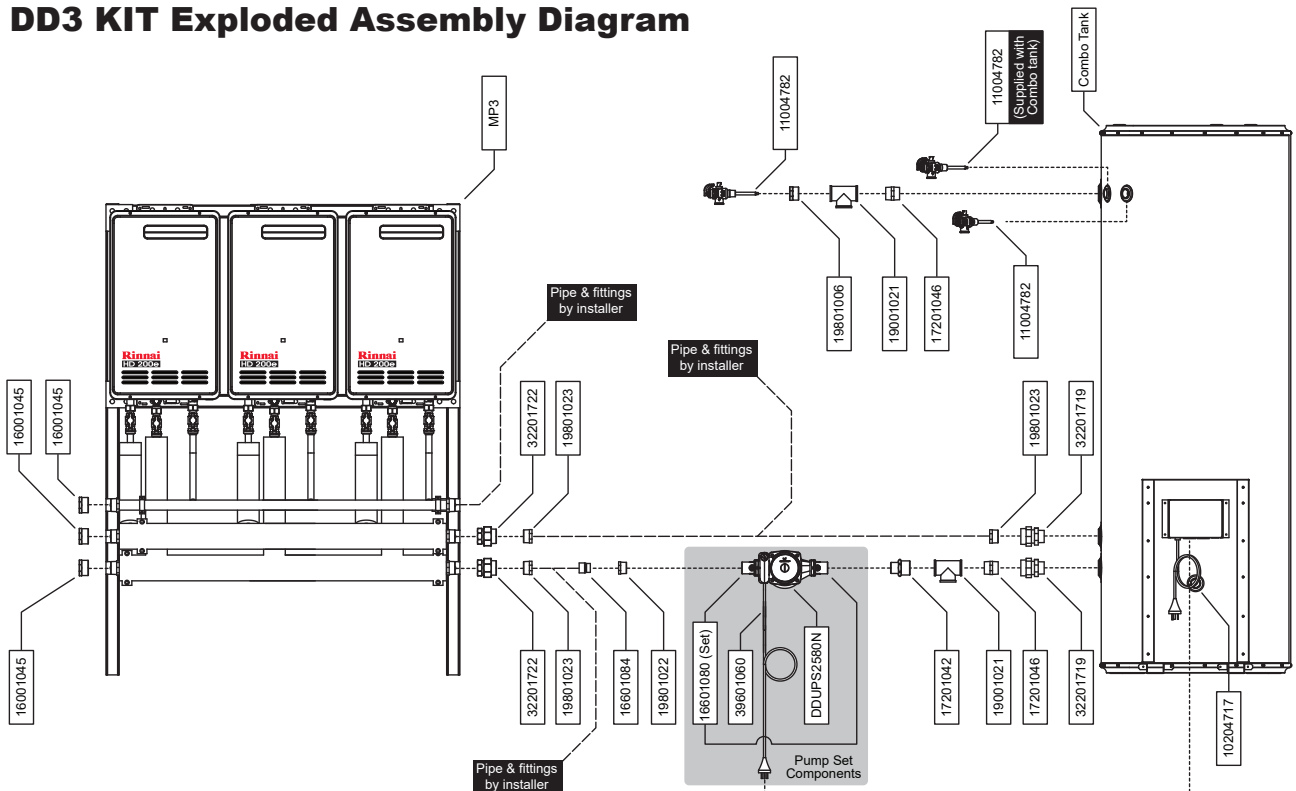 DD3 KIT Exploded Assembly Diagram
MP3
11004782
11004782
(Supplied with
Combo tank)
Combo Tank
19801006
19001021
17201046
11004782
Pipe & fittings
by installer
Pipe & fittings
by installer
Rinnai
HD 200e
Rinnai
HD 200e
Rinnai
HD 200e
16001045
16001045
32201722
19801023
19801023
32201719
16001045
32201722
19801023
16601084
19801022
16601080 (Set)
39601060
DDUPS2580N
17201042
19001021
17201046
32201719
10204717
Pump Set
Components
Pipe & fittings
by installer